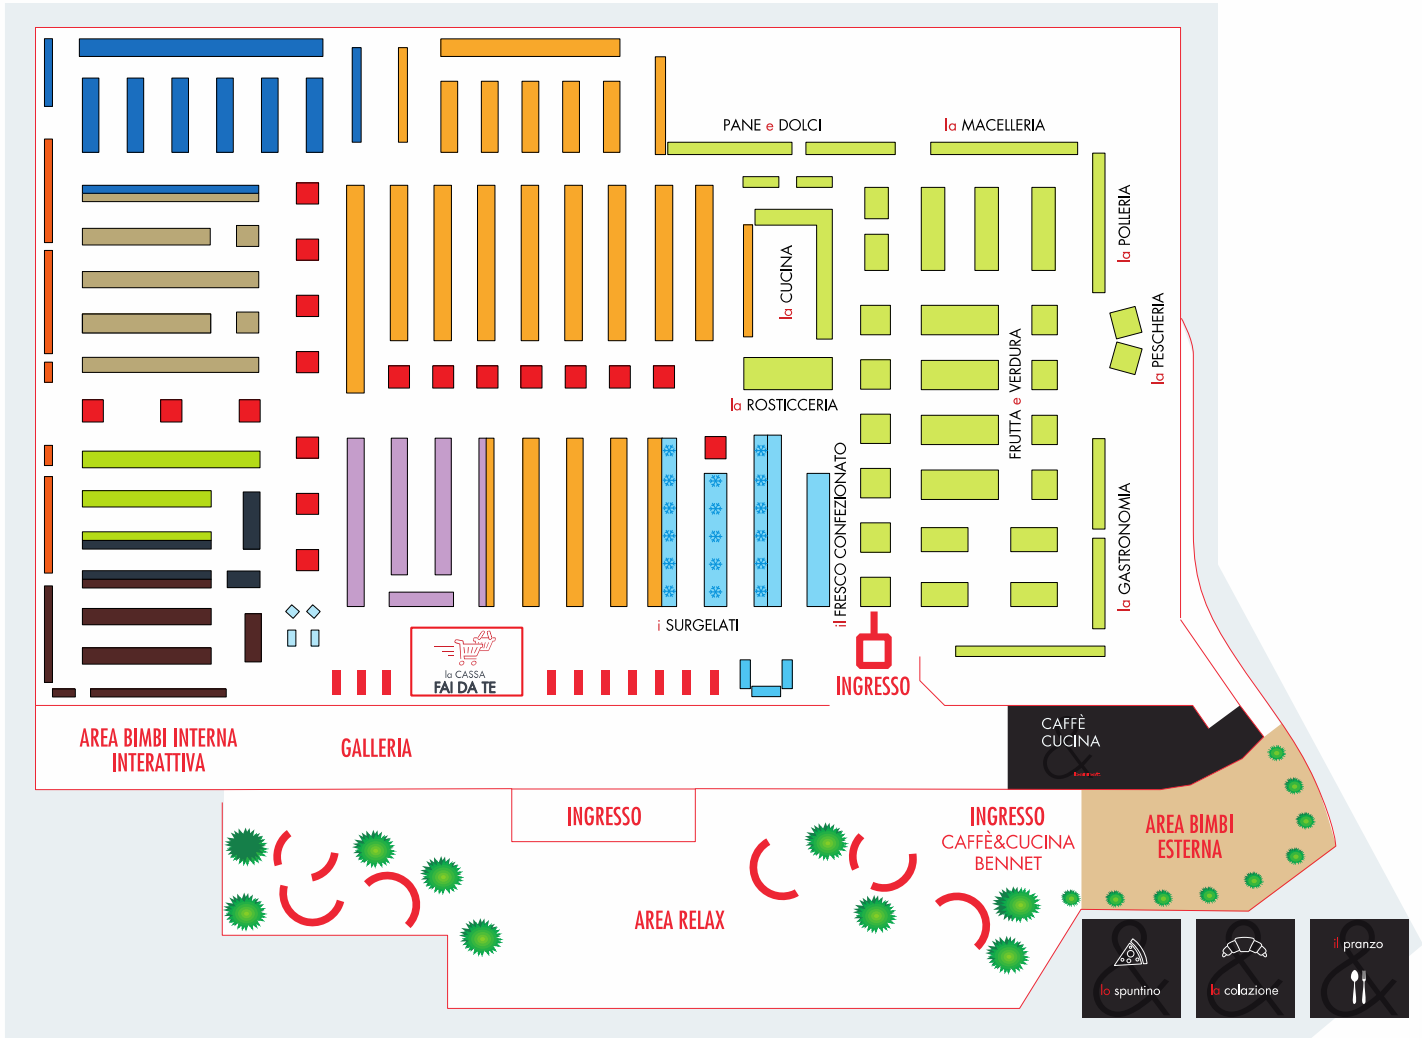 PANE e DOLCI
la MACELLERIA
la POLLERIA
la CUCINA
la PESCHERIA
FRUTTA e VERDURA
la ROSTICCERIA
il FRESCO CONFEZIONATO
la GASTRONOMIA
i SURGELATI
la CASSA
FAI DA TE
INGRESSO
AREA BIMBI INTERNA
INTERATTIVA
GALLERIA
CAFFÈ
CUCINA
&
INGRESSO
INGRESSO
CAFFÈ&CUCINA
BENNET
AREA BIMBI
ESTERNA
AREA RELAX
lo spuntino
la colazione
il pranzo